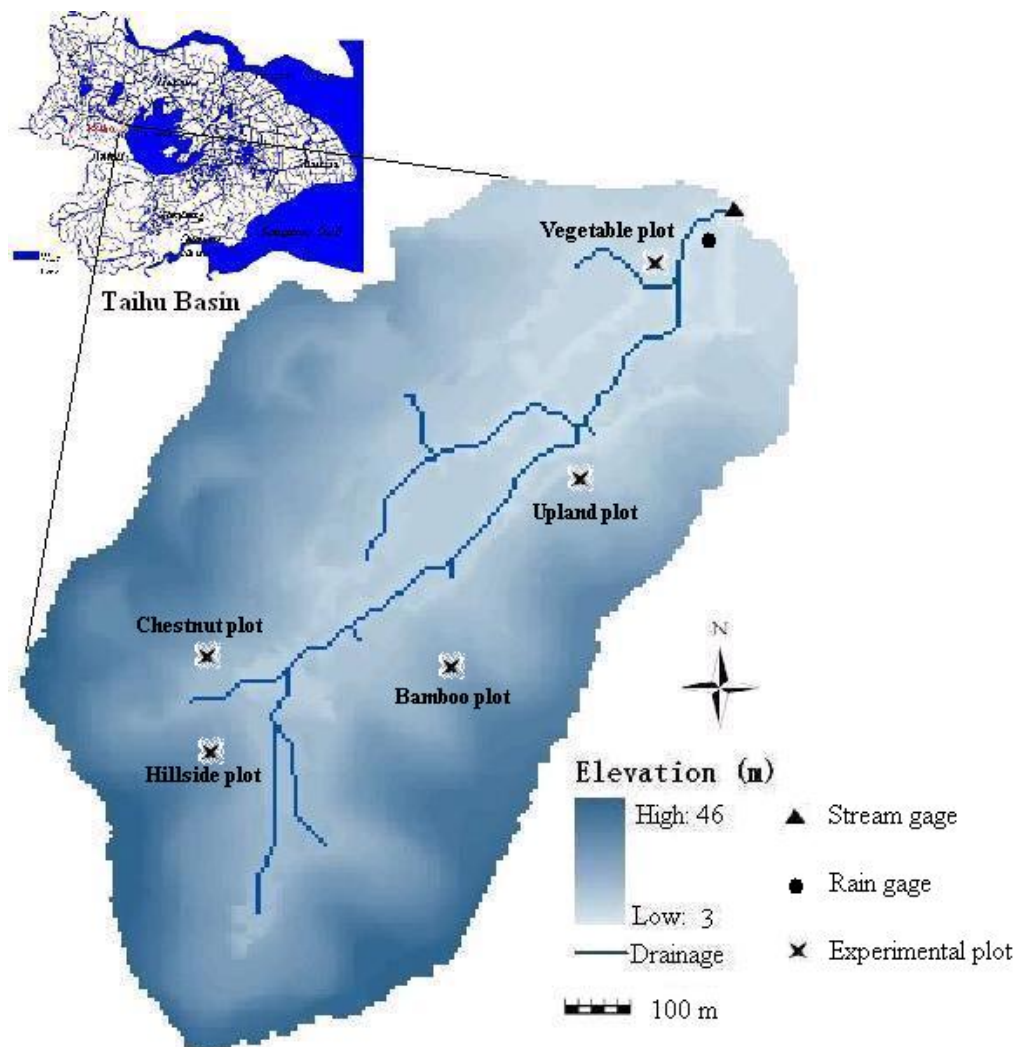 Taihu Basin
Vegetable plot
Upland plot
Chestnut plot
Bamboo plot
Hillside plot
N
Elevation (m)
High: 46
Low: 3
Drainage
100 m
Stream gage
Rain gage
Experimental plot